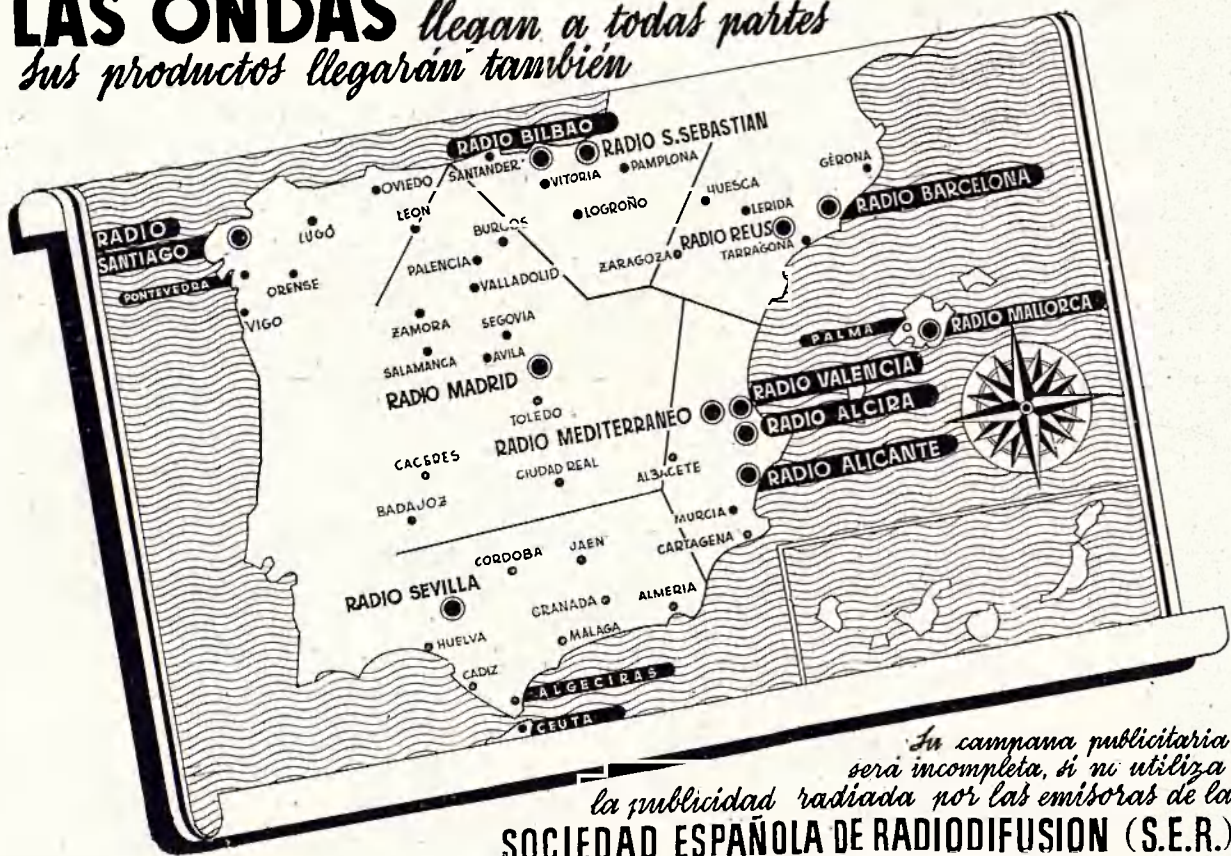 LAS ONDAS llegan a todas partes
sus productos llegarán también
RADIO BILBAO
RADIO S.SEBASTIAN
SANTANDER
OVIEDO
VITORIA
PAMPLONA
GÉRONA
LEON
LOGROÑO
HUESCA
LERIDA
RADIO BARCELONA
RADIO
SANTIAGO
LUGO
BURGOS
RADIO REUS
TARRAGONA
ZARAGOZA
PALENCIA
VALLADOLID
PONTEVEDRA
ORENSE
VIGO
ZAMORA
SEGOVIA
PALMA
RADIO MALLORCA
SALAMANCA
AVILA
RADIO MADRID
RADIO VALENCIA
TOLEDO
RADIO MEDITERRANEO
RADIO ALCIRA
CACERES
CIUDAD REAL
ALBACETE
RADIO ALICANTE
BADAJOZ
MURCIA
CARTAGENA
CORDOBA
JAEN
RADIO SEVILLA
GRANADA
ALMERIA
HUELVA
MALAGA
CADIZ
ALGECIRAS
CEUTA
Su campana publicitaria
será incompleta, si no utiliza
la publicidad radiada por las emisoras de la
SOCIEDAD ESPAÑOLA DE RADIODIFUSION (S.E.R.)